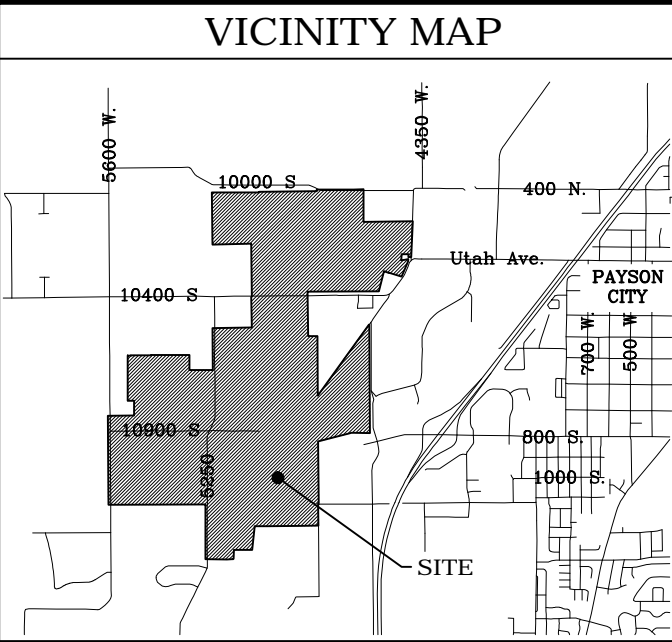 VICINITY MAP
5600 W.
4350 W.
10000 S
400 N.
Utah Ave.
PAYSON
CITY
10400 S
700 W.
500 W
10900 S
800 S.
5250
1000 S.
SITE